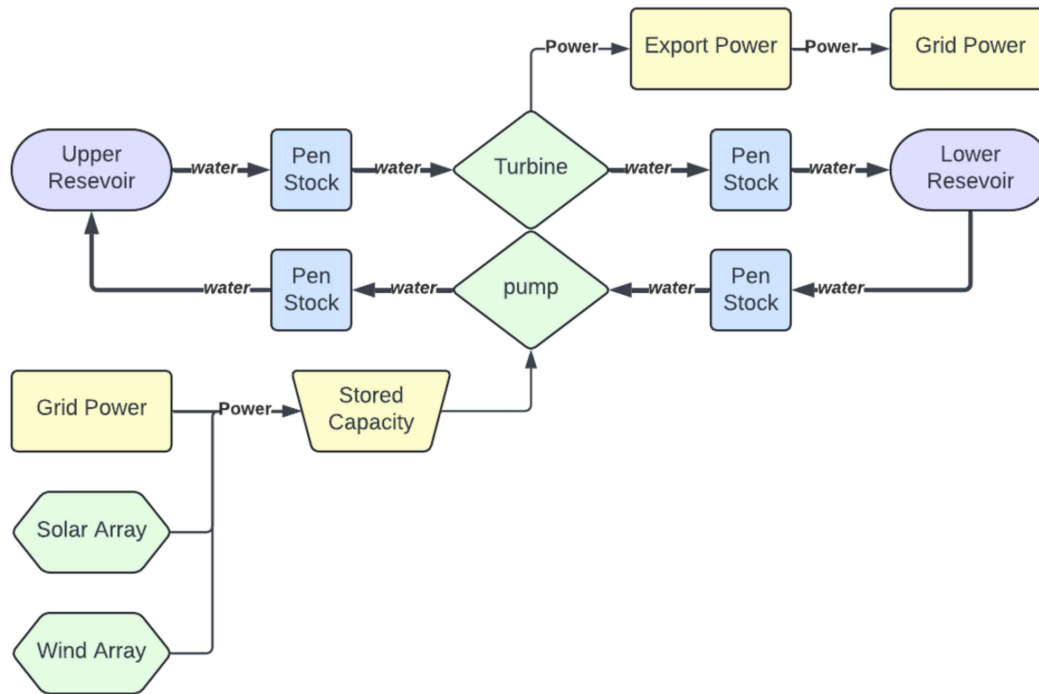 Power
Export Power
Power
Grid Power
Upper
Resevoir
water
Pen
Stock
water
Turbine
water
Pen
Stock
water
Lower
Resevoir
water
Pen
Stock
water
pump
water
Pen
Stock
water
Grid Power
Power
Stored
Capacity
Solar Array
Wind Array